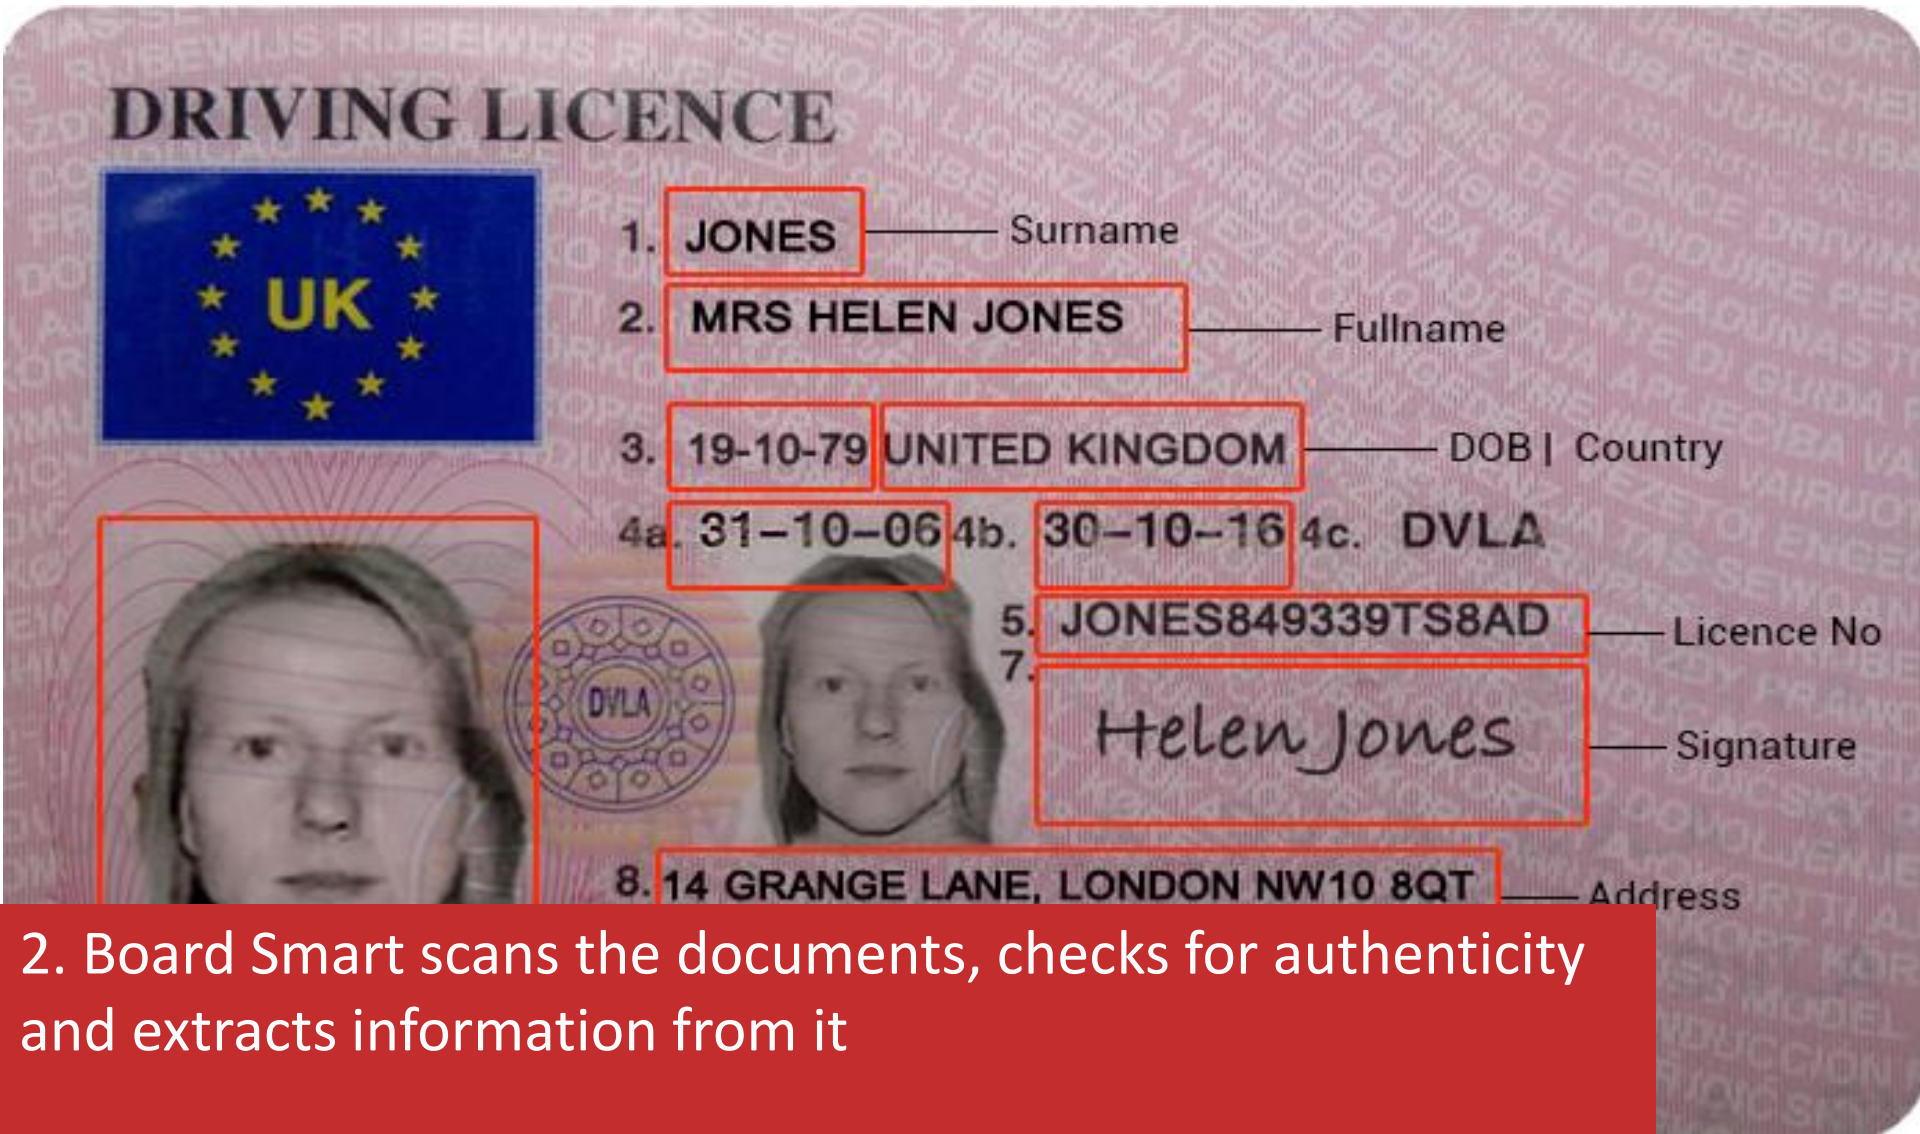 DRIVING LICENCE
UK
1. JONES Surname
2. MRS HELEN JONES Fullname
3. 19-10-79 UNITED KINGDOM DOB | Country
4a. 31-10-06 4b. 30-10-16 4c. DVLA
5. JONES849339TS8AD Licence No
7. Helen Jones Signature
DVLA
8. 14 GRANGE LANE, LONDON NW10 8QT Address
2. Board Smart scans the documents, checks for authenticity
and extracts information from it